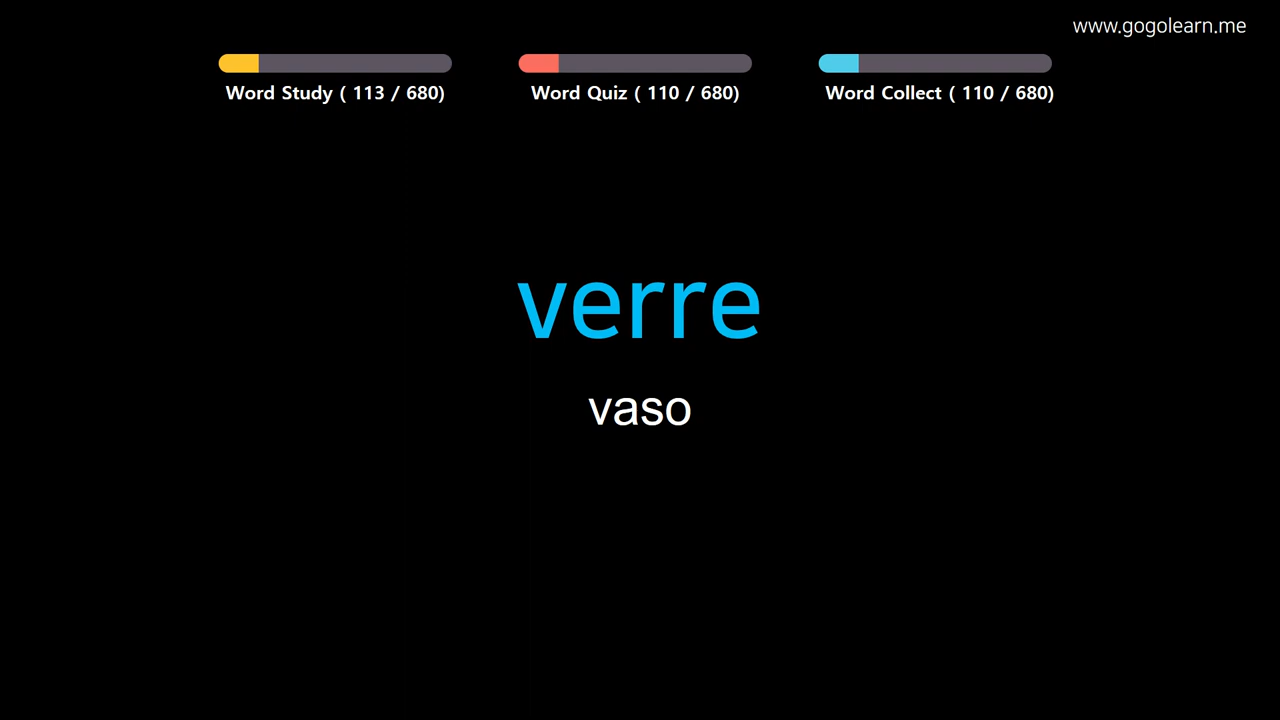 www.gogolearn.me
Word Study ( 113 / 680)
Word Quiz ( 110 / 680)
Word Collect ( 110 / 680)
verre
vaso